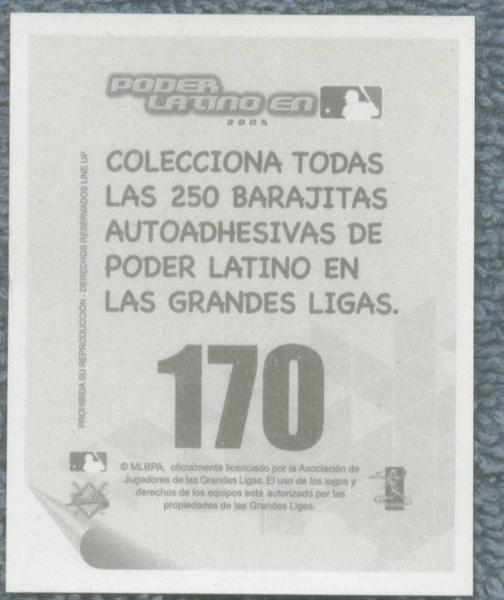 PODER
LATINO EN
2005
COLECCIONA TODAS
LAS 250 BARAJITAS
AUTOADHESIVAS DE
PODER LATINO EN
LAS GRANDES LIGAS.
170
PROHIBIDA SU REPRODUCCIÓN - DERECHOS RESERVADOS LINE UP
© MLBPA, oficialmente licenciado por la Asociación de
Jugadores de las Grandes Ligas. El uso de los logos y
derechos de los equipos está autorizado por las
propiedades de las Grandes Ligas.